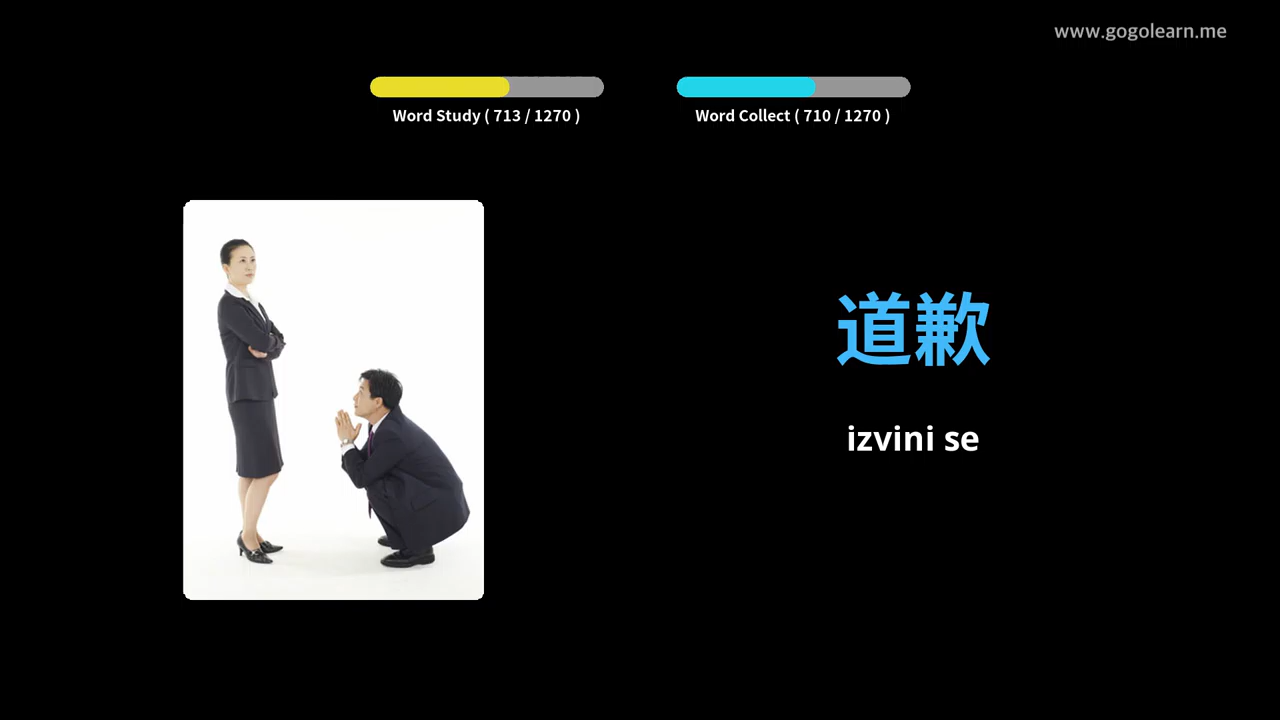 www.gogolearn.me
Word Study ( 713 / 1270 )
Word Collect ( 710 / 1270 )
道歉
izvini se